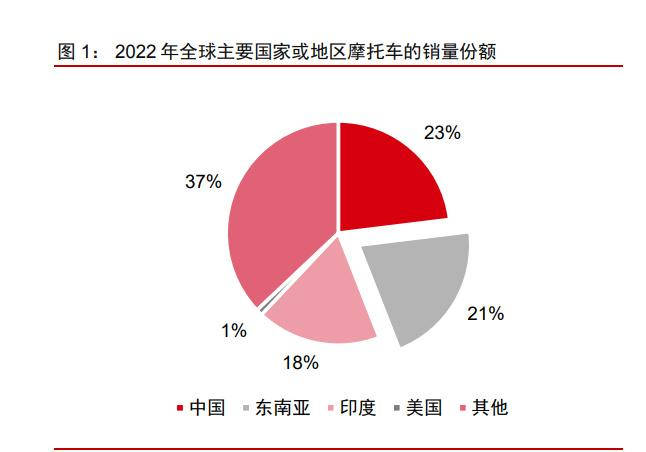 图 1： 2022 年全球主要国家或地区摩托车的销量份额
23%
37%
21%
1%
18%
中国 东南亚 印度 美国 其他